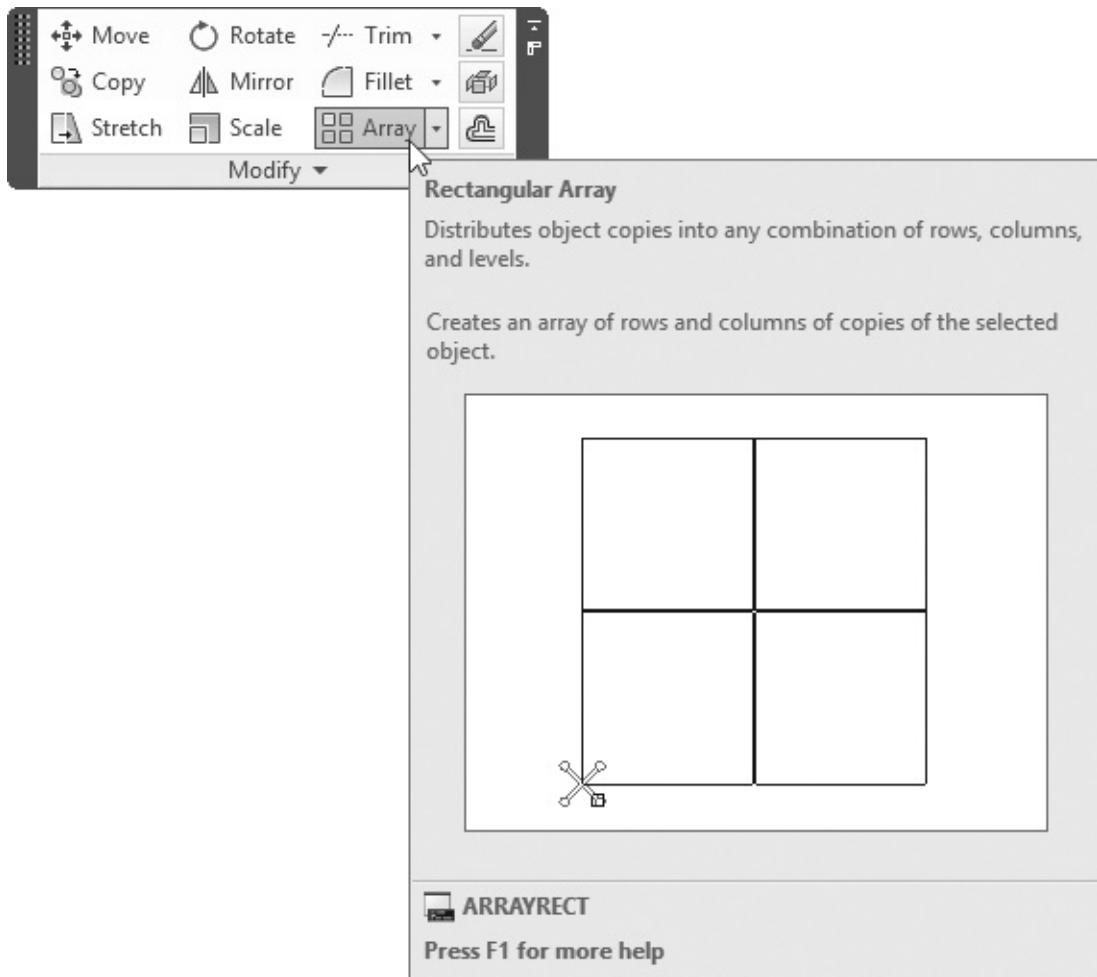 Move Rotate Trim
Copy Mirror Fillet
Stretch Scale Array
Modify
Rectangular Array
Distributes object copies into any combination of rows, columns,
and levels.
Creates an array of rows and columns of copies of the selected
object.
ARRAYRECT
Press F1 for more help